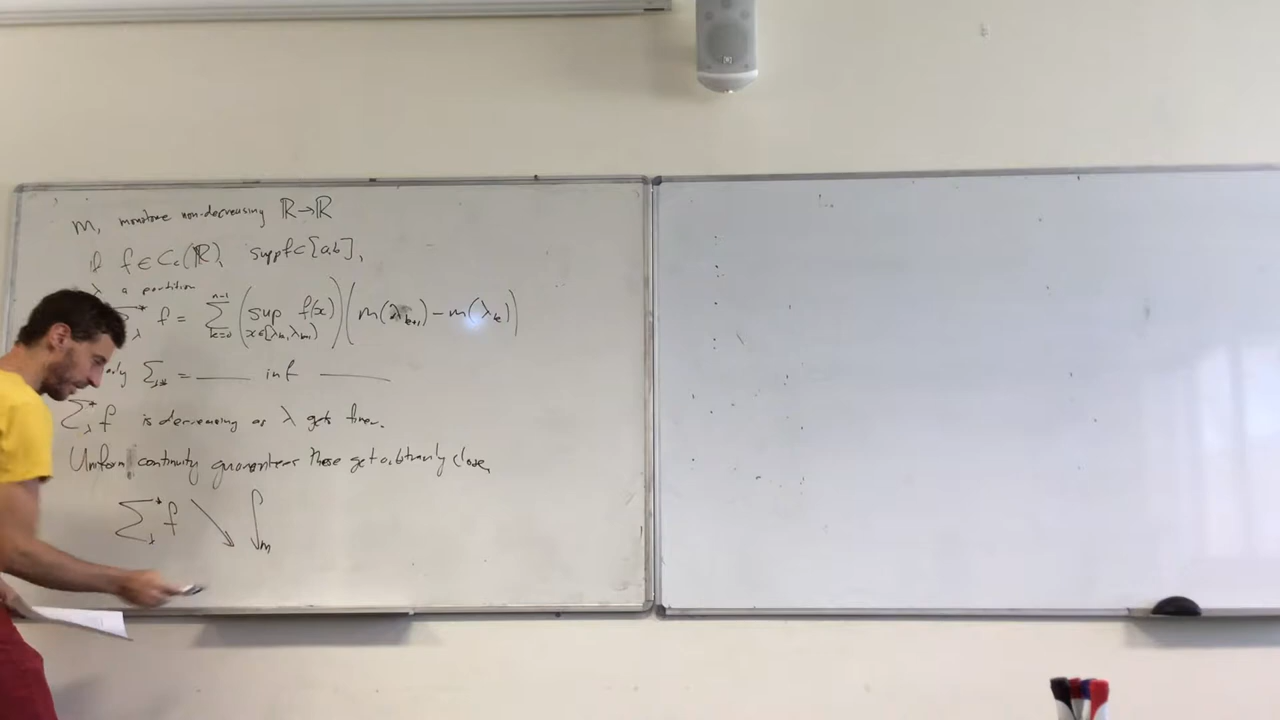 m, monotone non-decreasing ℝ→ℝ
if f ∈ C_c(ℝ), supp f ⊂ [a,b],
λ a partition
Σ*_λ f = Σ_{k=0}^{n-1} (sup_{x∈[λ_k, λ_{k+1})} f(x)) (m(λ_{k+1}) − m(λ_k))
Σ_{λ*} = ____ inf ____
Σ*_λ f is decreasing as λ gets finer.
Uniform continuity guarantees these get arbitrarily close,
Σ*_λ f ↘ ∫_m